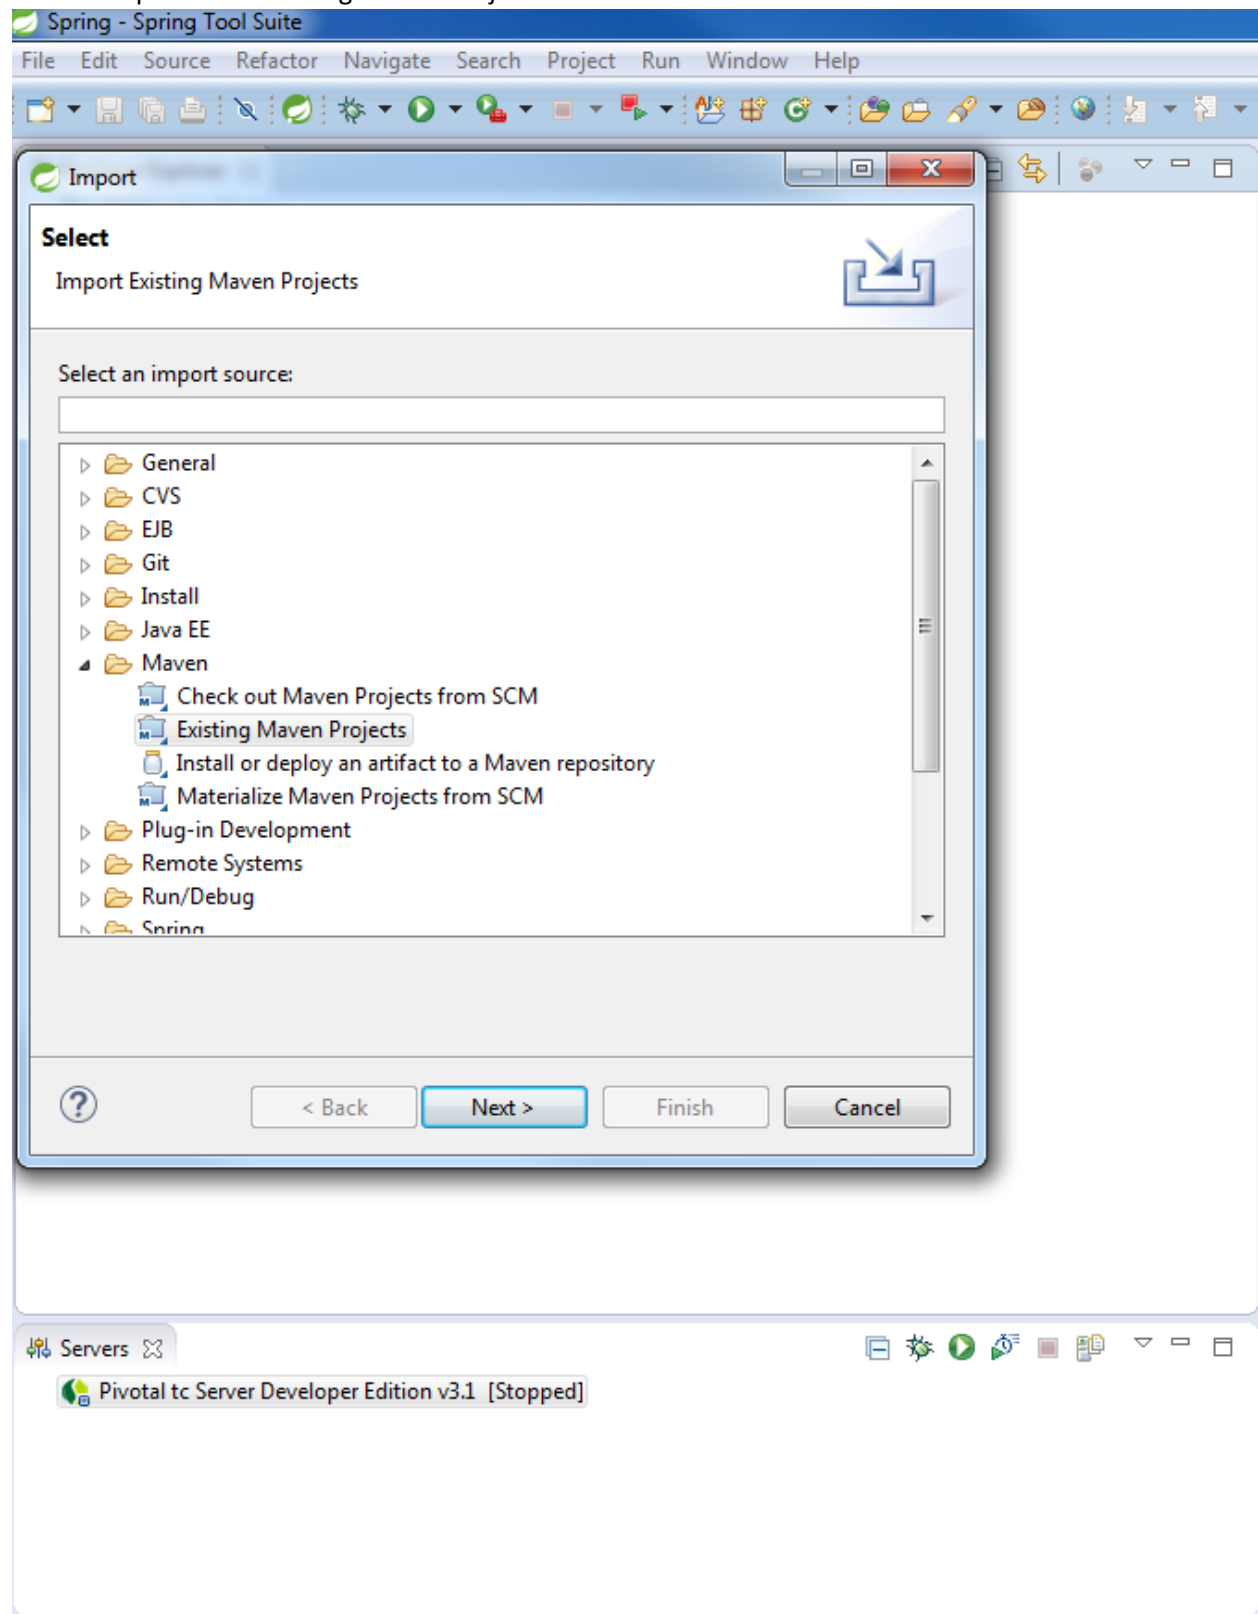 Spring - Spring Tool Suite
File Edit Source Refactor Navigate Search Project Run Window Help
Import
Select
Import Existing Maven Projects
Select an import source:
General
CVS
EJB
Git
Install
Java EE
Maven
Check out Maven Projects from SCM
Existing Maven Projects
Install or deploy an artifact to a Maven repository
Materialize Maven Projects from SCM
Plug-in Development
Remote Systems
Run/Debug
Spring
< Back Next > Finish Cancel
Servers
Pivotal tc Server Developer Edition v3.1 [Stopped]